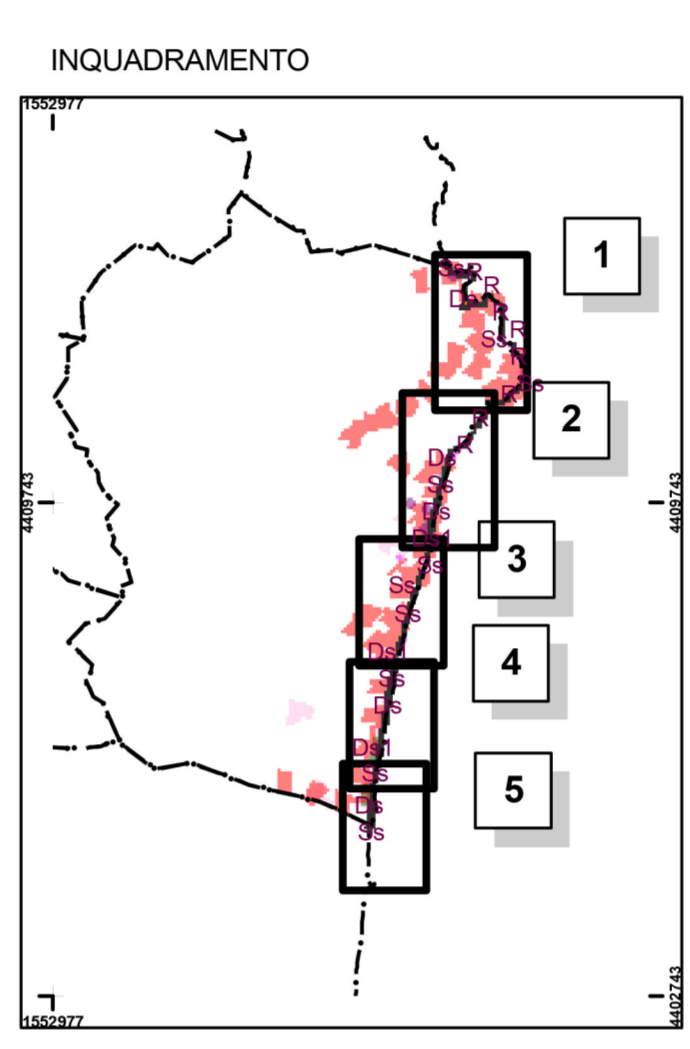 INQUADRAMENTO
1552977
1
Ss
R
R
Ds
R
R
Ss
R
Ss
R
2
R
R
Ds
Ss
4409743
4409743
Ds
Ds1
3
Ss
Ss
Ss
Ds1
4
Ss
Ds
Ds1
Ss
5
Ds
Ss
4402743
1552977